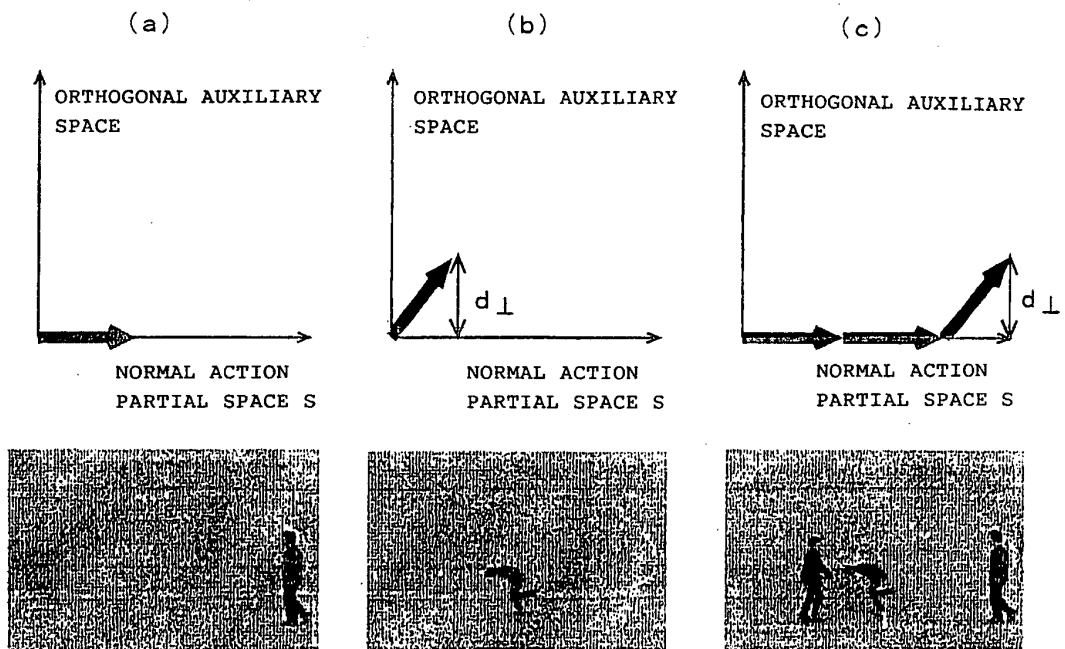 (a)
(b)
(c)
ORTHOGONAL AUXILIARY
SPACE
ORTHOGONAL AUXILIARY
SPACE
ORTHOGONAL AUXILIARY
SPACE
d⊥
d⊥
NORMAL ACTION
PARTIAL SPACE S
NORMAL ACTION
PARTIAL SPACE S
NORMAL ACTION
PARTIAL SPACE S